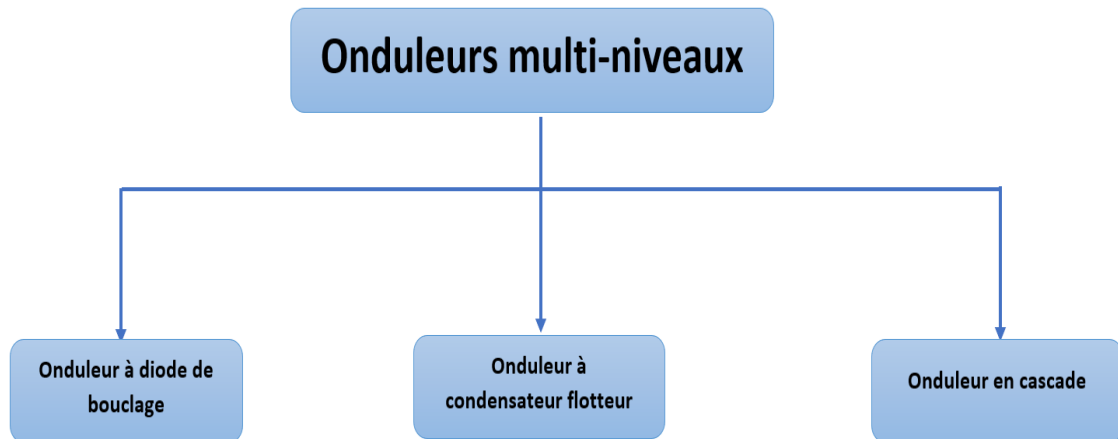 Onduleurs multi-niveaux
Onduleur à diode de
bouclage
Onduleur à
condensateur flotteur
Onduleur en cascade